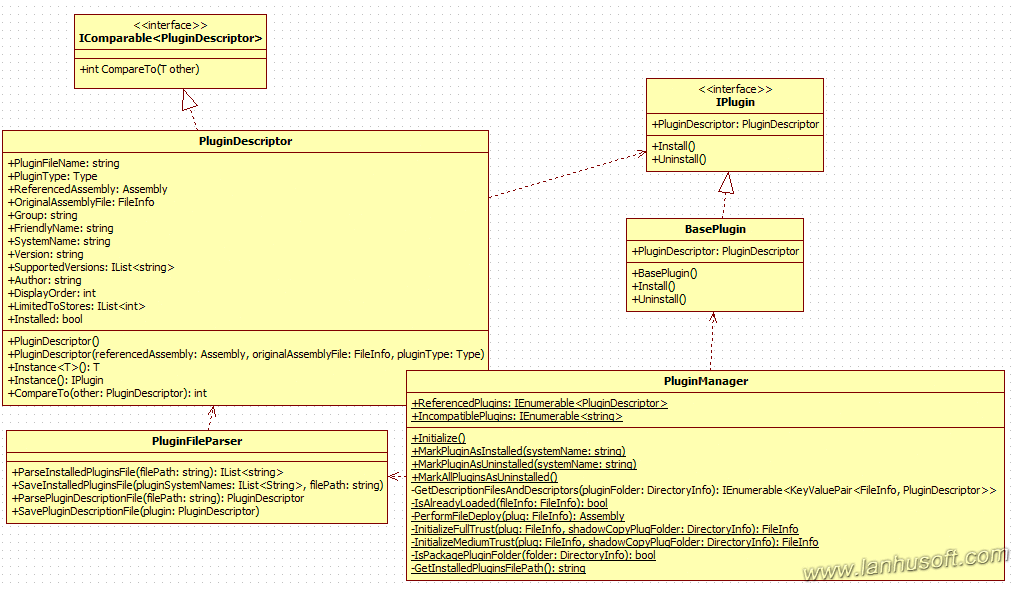 <<interface>>
IComparable<PluginDescriptor>
+int CompareTo(T other)
<<interface>>
IPlugin
+PluginDescriptor: PluginDescriptor
+Install()
+Uninstall()
PluginDescriptor
+PluginFileName: string
+PluginType: Type
+ReferencedAssembly: Assembly
+OriginalAssemblyFile: FileInfo
+Group: string
+FriendlyName: string
+SystemName: string
+Version: string
+SupportedVersions: IList<string>
+Author: string
+DisplayOrder: int
+LimitedToStores: IList<int>
+Installed: bool
+PluginDescriptor()
+PluginDescriptor(referencedAssembly: Assembly, originalAssemblyFile: FileInfo, pluginType: Type)
+Instance<T>(): T
+Instance(): IPlugin
+CompareTo(other: PluginDescriptor): int
BasePlugin
+PluginDescriptor: PluginDescriptor
+BasePlugin()
+Install()
+Uninstall()
PluginManager
+ReferencedPlugins: IEnumerable<PluginDescriptor>
+IncompatiblePlugins: IEnumerable<string>
+Initialize()
+MarkPluginAsInstalled(systemName: string)
+MarkPluginAsUninstalled(systemName: string)
+MarkAllPluginsAsUninstalled()
-GetDescriptionFilesAndDescriptors(pluginFolder: DirectoryInfo): IEnumerable<KeyValuePair<FileInfo, PluginDescriptor>>
-IsAlreadyLoaded(fileInfo: FileInfo): bool
-PerformFileDeploy(plug: FileInfo): Assembly
-InitializeFullTrust(plug: FileInfo, shadowCopyPlugFolder: DirectoryInfo): FileInfo
-InitializeMediumTrust(plug: FileInfo, shadowCopyPlugFolder: DirectoryInfo): FileInfo
-IsPackagePluginFolder(folder: DirectoryInfo): bool
-GetInstalledPluginsFilePath(): string
PluginFileParser
+ParseInstalledPluginsFile(filePath: string): IList<string>
+SaveInstalledPluginsFile(pluginSystemNames: IList<String>, filePath: string)
+ParsePluginDescriptionFile(filePath: string): PluginDescriptor
+SavePluginDescriptionFile(plugin: PluginDescriptor)
www.lanhusoft.com